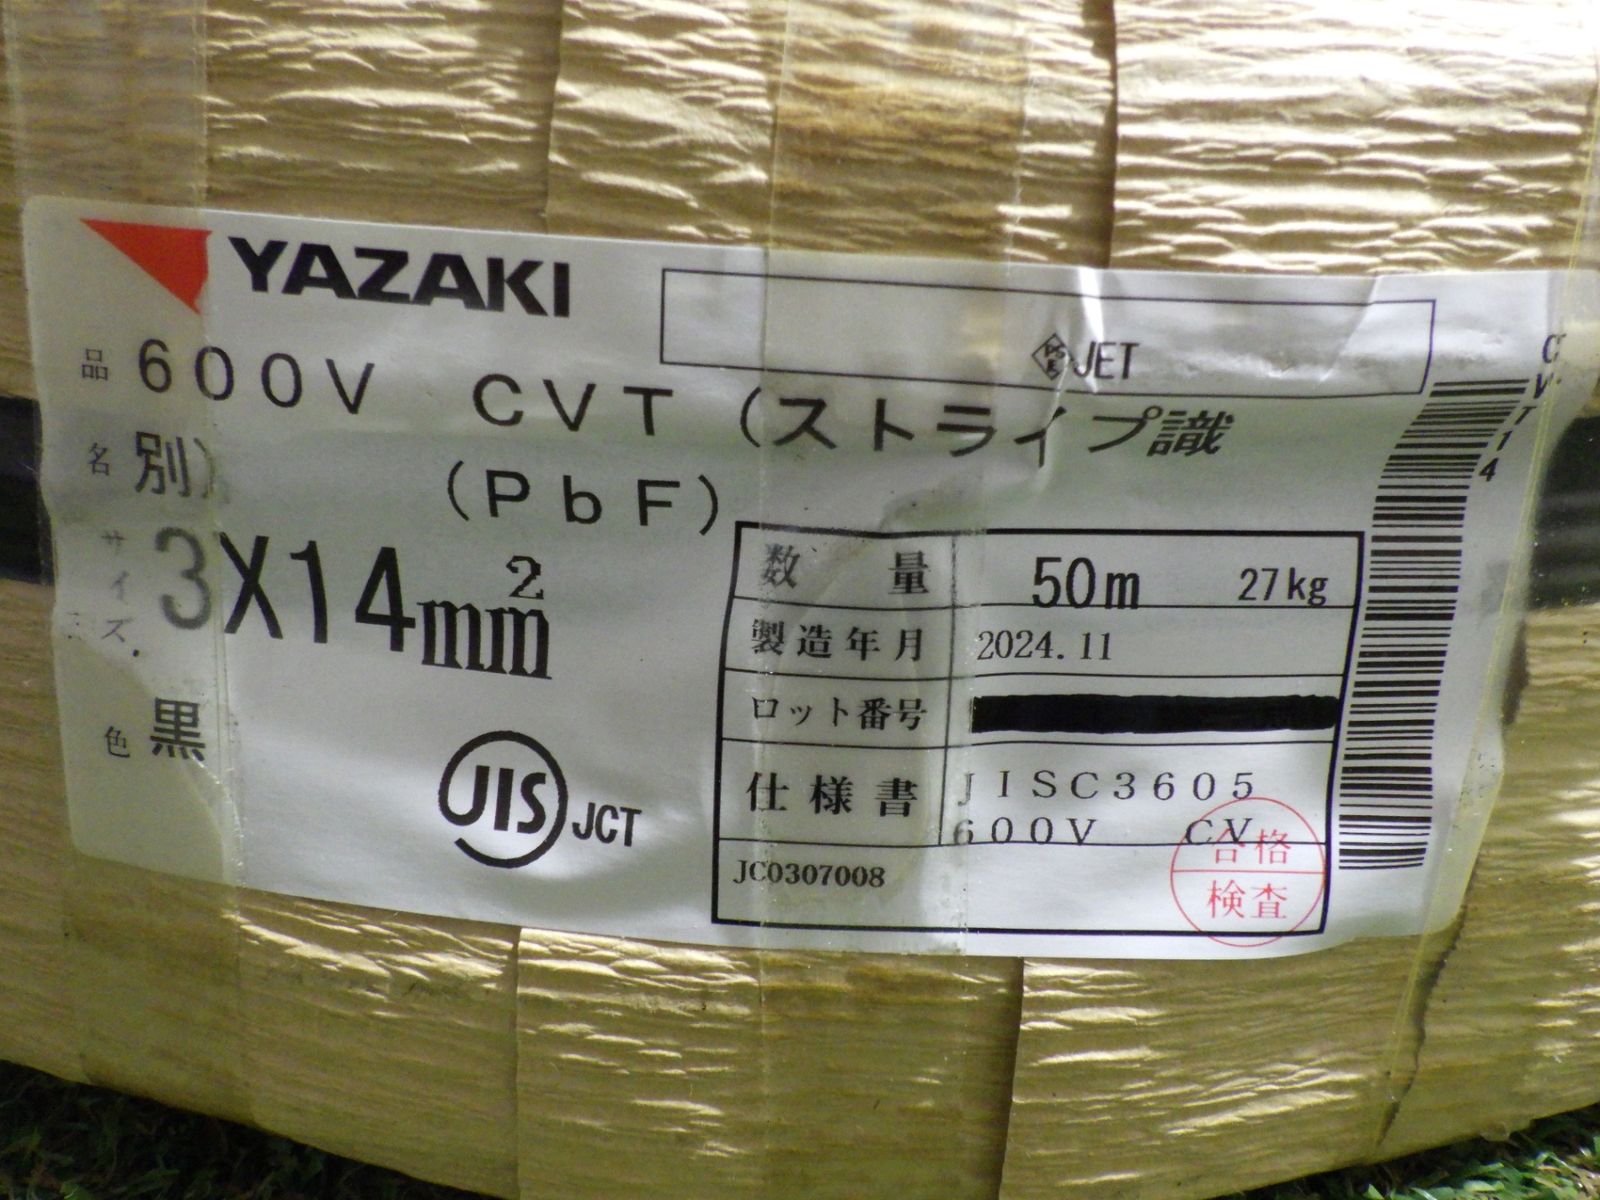 YAZAKI
JET
品名 600V CVT (ストライプ識
別)
(PbF)
サイズ 3X14mm²
色 黒
JIS JCT
数量 50m 27kg
製造年月 2024.11
ロット番号
仕様書 JISC3605
600V CV
JC0307008
合格
検査